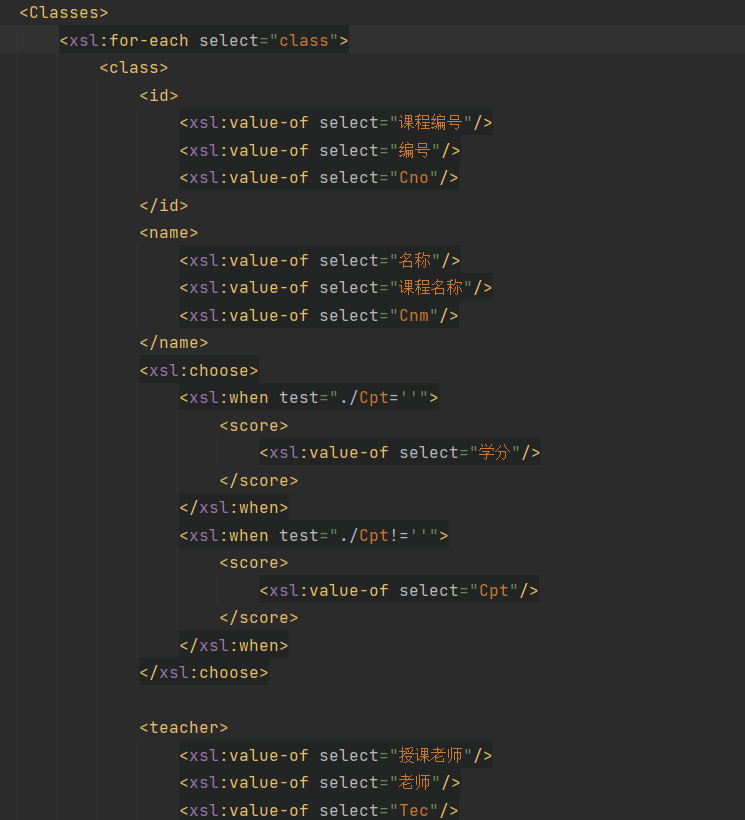 <Classes>
<xsl:for-each select="class">
<class>
<id>
<xsl:value-of select="课程编号"/>
<xsl:value-of select="编号"/>
<xsl:value-of select="Cno"/>
</id>
<name>
<xsl:value-of select="名称"/>
<xsl:value-of select="课程名称"/>
<xsl:value-of select="Cnm"/>
</name>
<xsl:choose>
<xsl:when test="./Cpt=''">
<score>
<xsl:value-of select="学分"/>
</score>
</xsl:when>
<xsl:when test="./Cpt!=''">
<score>
<xsl:value-of select="Cpt"/>
</score>
</xsl:when>
</xsl:choose>
<teacher>
<xsl:value-of select="授课老师"/>
<xsl:value-of select="老师"/>
<xsl:value-of select="Tec"/>